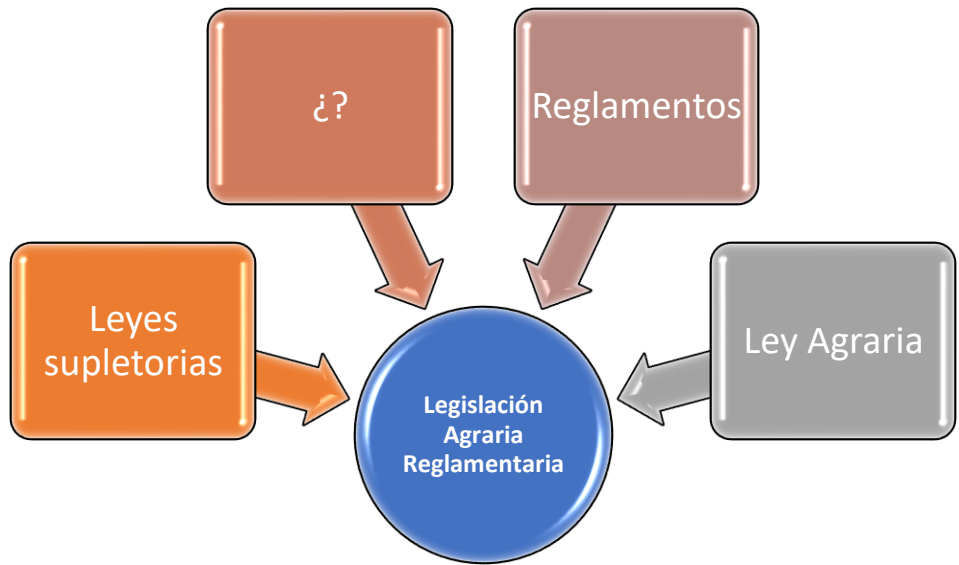 ¿?
Reglamentos
Leyes
supletorias
Ley Agraria
Legislación
Agraria
Reglamentaria